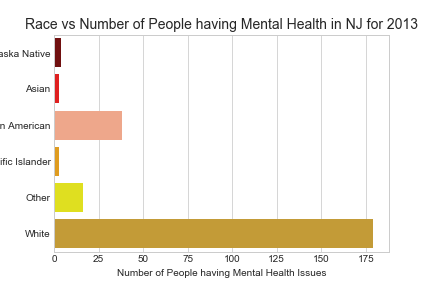 Race vs Number of People having Mental Health in NJ for 2013
aska Native
Asian
n American
ific Islander
Other
White
0 25 50 75 100 125 150 175
Number of People having Mental Health Issues